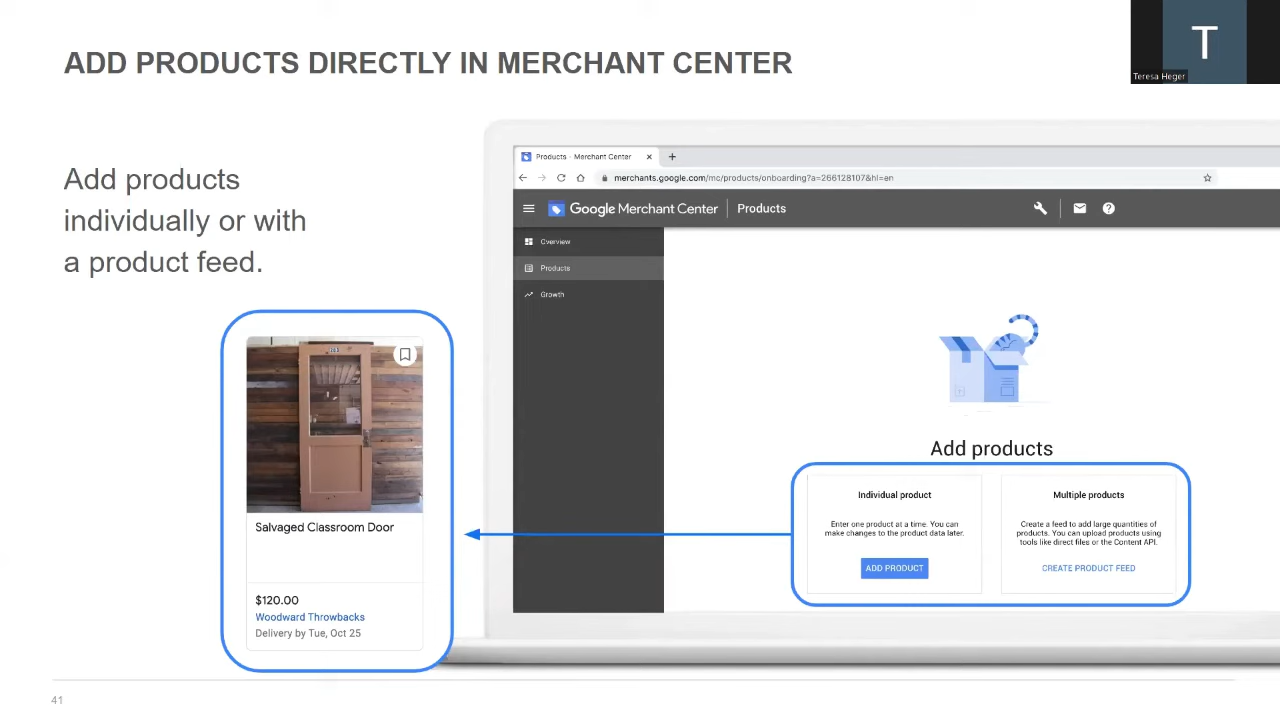 ADD PRODUCTS DIRECTLY IN MERCHANT CENTER
T
Teresa Heger
Add products
individually or with
a product feed.
Products - Merchant Center
merchants.google.com/mc/products/onboarding?a=266128107&hl=en
Google Merchant Center
Products
Overview
Products
Growth
Salvaged Classroom Door
$120.00
Woodward Throwbacks
Delivery by Tue, Oct 25
Add products
Individual product
Enter one product at a time. You can
make changes to the product data later.
ADD PRODUCT
Multiple products
Create a feed to add large quantities of
products. You can upload products using
tools like direct files or the Content API.
CREATE PRODUCT FEED
41